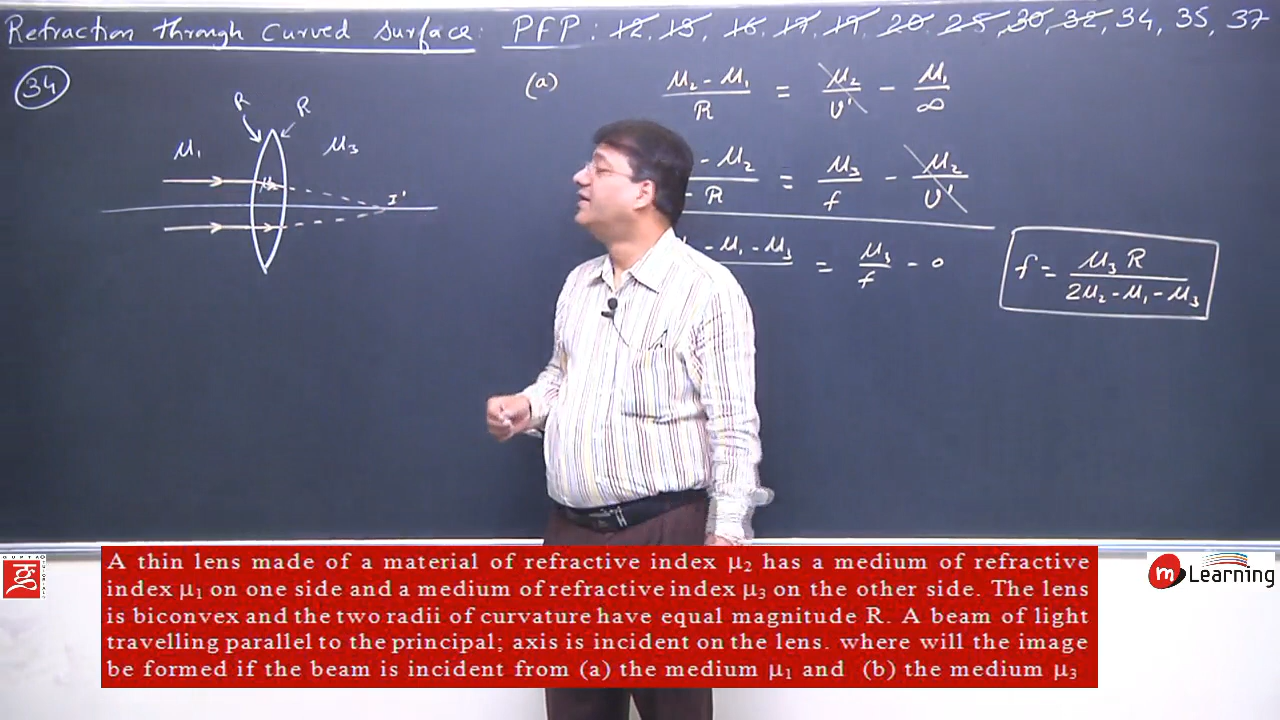 Refraction through Curved Surface: PFP: 12, 15, 16, 17, 19, 20, 25, 30, 32, 34, 35, 37
34
R R
μ₁ μ₃
μ₂
I'
(a) μ₂ - μ₁ / R = μ₂ / v' - μ₁ / ∞
- μ₂ / - R = μ₃ / f - μ₂ / v'
- μ₁ - μ₃ = μ₃ / f - 0
f = μ₃ R / 2μ₂ - μ₁ - μ₃
A thin lens made of a material of refractive index μ₂ has a medium of refractive
index μ₁ on one side and a medium of refractive index μ₃ on the other side. The lens
is biconvex and the two radii of curvature have equal magnitude R. A beam of light
travelling parallel to the principal; axis is incident on the lens. where will the image
be formed if the beam is incident from (a) the medium μ₁ and (b) the medium μ₃
GUPTA
m Learning